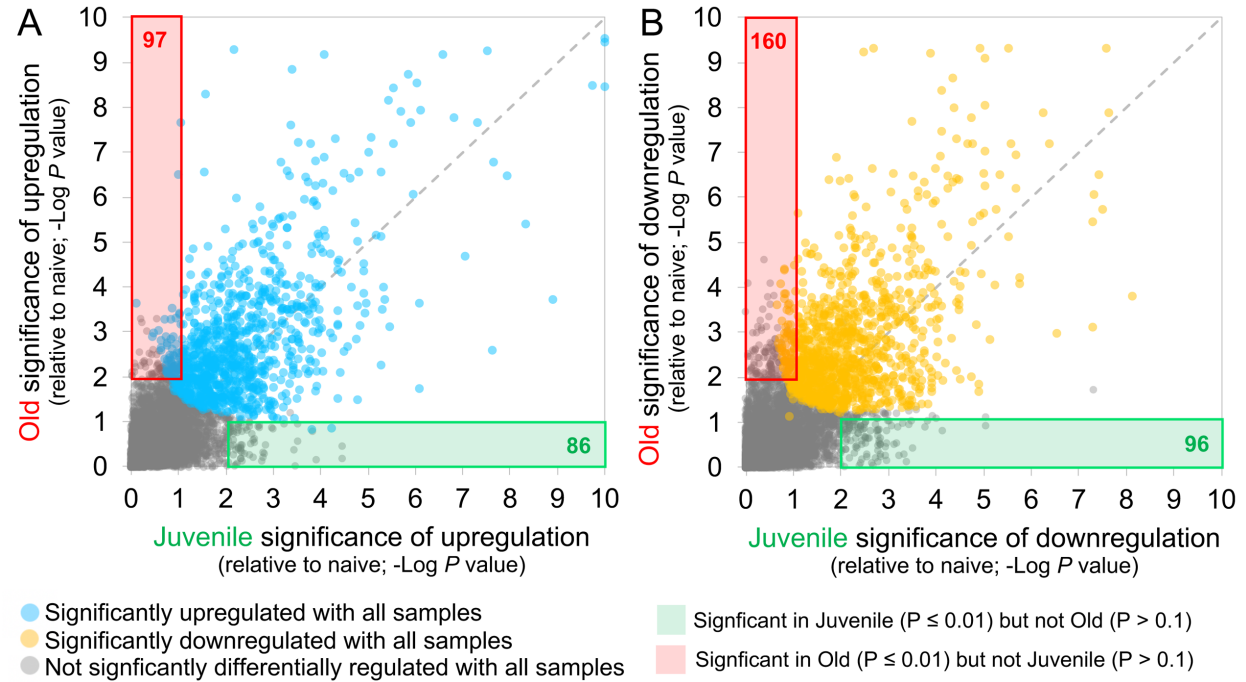 A
10
9
8
7
6
5
4
3
2
1
0
97
86
Old significance of upregulation
(relative to naive; -Log P value)
0 1 2 3 4 5 6 7 8 9 10
Juvenile significance of upregulation
(relative to naive; -Log P value)
B
10
9
8
7
6
5
4
3
2
1
0
160
96
Old significance of downregulation
(relative to naive; -Log P value)
0 1 2 3 4 5 6 7 8 9 10
Juvenile significance of downregulation
(relative to naive; -Log P value)
Significantly upregulated with all samples
Significantly downregulated with all samples
Not signficantly differentially regulated with all samples
Signficant in Juvenile (P ≤ 0.01) but not Old (P > 0.1)
Signficant in Old (P ≤ 0.01) but not Juvenile (P > 0.1)